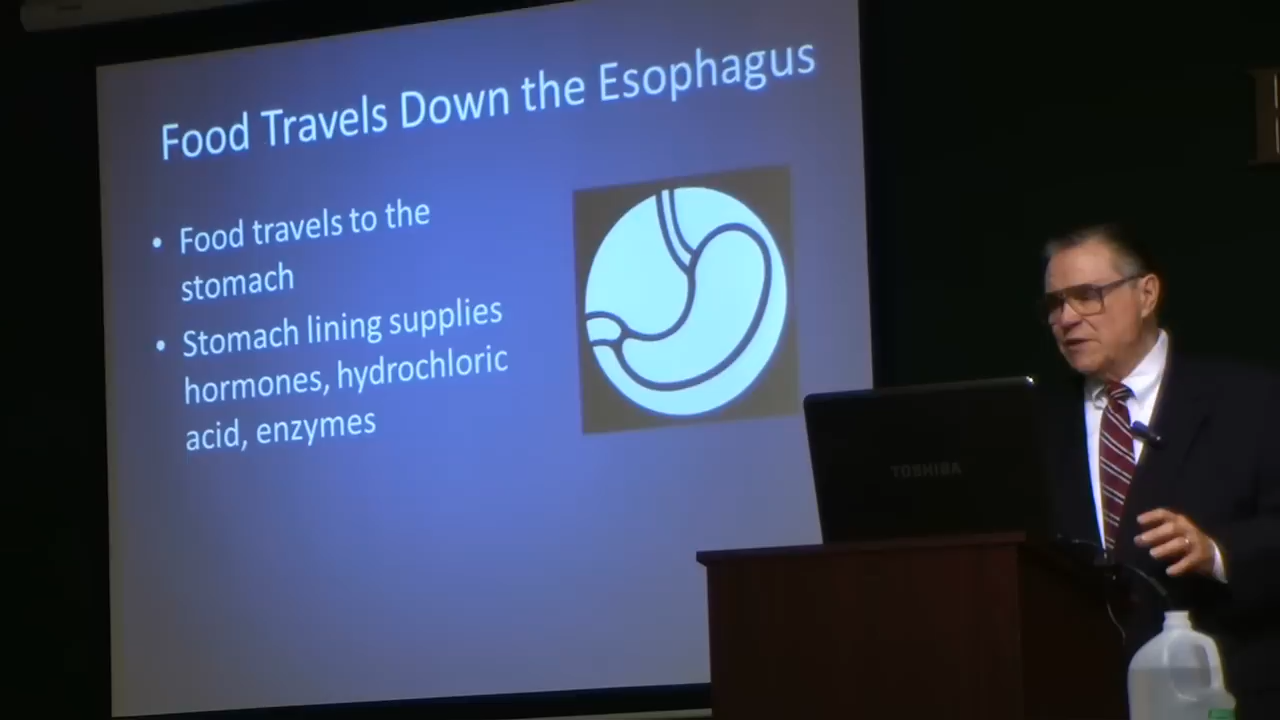 Food Travels Down the Esophagus
• Food travels to the
stomach
• Stomach lining supplies
hormones, hydrochloric
acid, enzymes
TOSHIBA